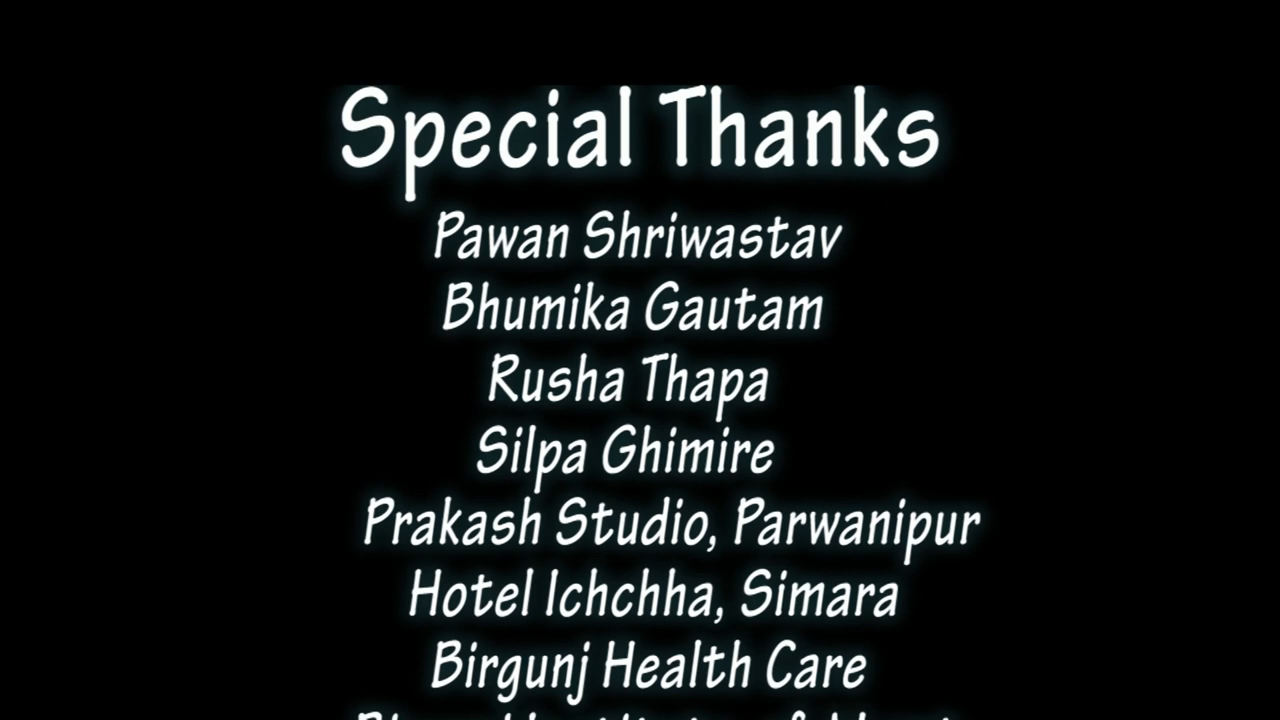 Special Thanks
Pawan Shriwastav
Bhumika Gautam
Rusha Thapa
Silpa Ghimire
Prakash Studio, Parwanipur
Hotel Ichchha, Simara
Birgunj Health Care